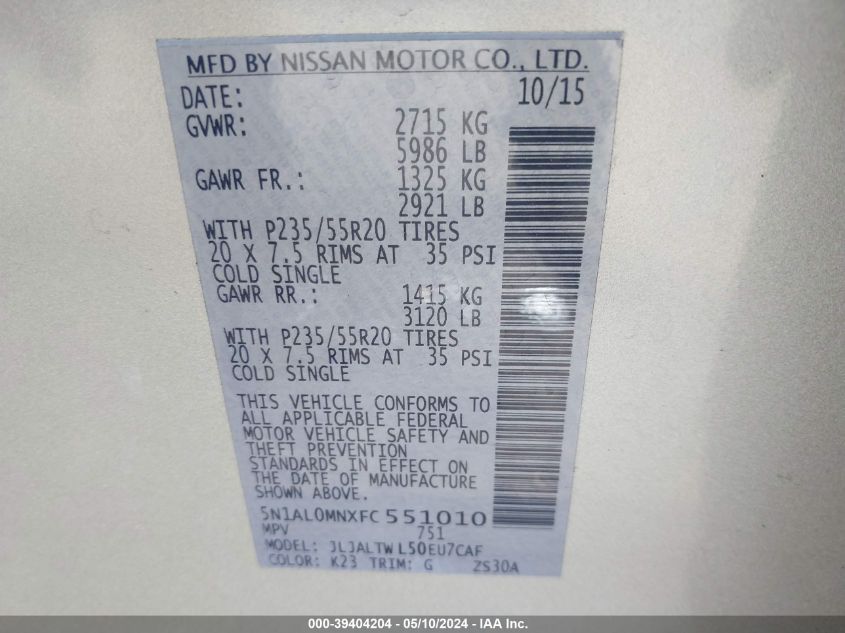 MFD BY NISSAN MOTOR CO., LTD.
DATE: 10/15
GVWR: 2715 KG
5986 LB
GAWR FR.: 1325 KG
2921 LB
WITH P235/55R20 TIRES
20 X 7.5 RIMS AT 35 PSI
COLD SINGLE
GAWR RR.: 1415 KG
3120 LB
WITH P235/55R20 TIRES
20 X 7.5 RIMS AT 35 PSI
COLD SINGLE
THIS VEHICLE CONFORMS TO
ALL APPLICABLE FEDERAL
MOTOR VEHICLE SAFETY AND
THEFT PREVENTION
STANDARDS IN EFFECT ON
THE DATE OF MANUFACTURE
SHOWN ABOVE.
5N1AL0MNXFC551010
MPV 751
MODEL: JLJALTWL50EU7CAF
COLOR: K23 TRIM: G ZS30A
000-39404204 - 05/10/2024 - IAA Inc.